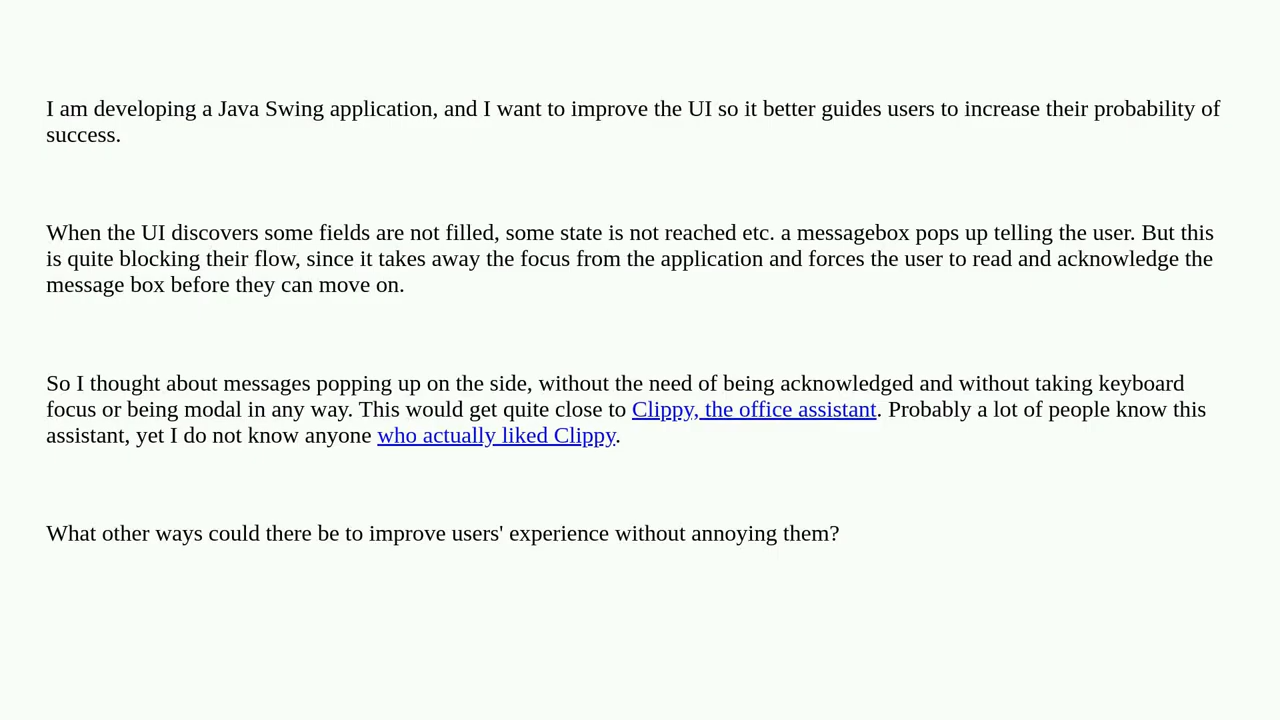 I am developing a Java Swing application, and I want to improve the UI so it better guides users to increase their probability of
success.
When the UI discovers some fields are not filled, some state is not reached etc. a messagebox pops up telling the user. But this
is quite blocking their flow, since it takes away the focus from the application and forces the user to read and acknowledge the
message box before they can move on.
So I thought about messages popping up on the side, without the need of being acknowledged and without taking keyboard
focus or being modal in any way. This would get quite close to Clippy, the office assistant. Probably a lot of people know this
assistant, yet I do not know anyone who actually liked Clippy.
What other ways could there be to improve users' experience without annoying them?